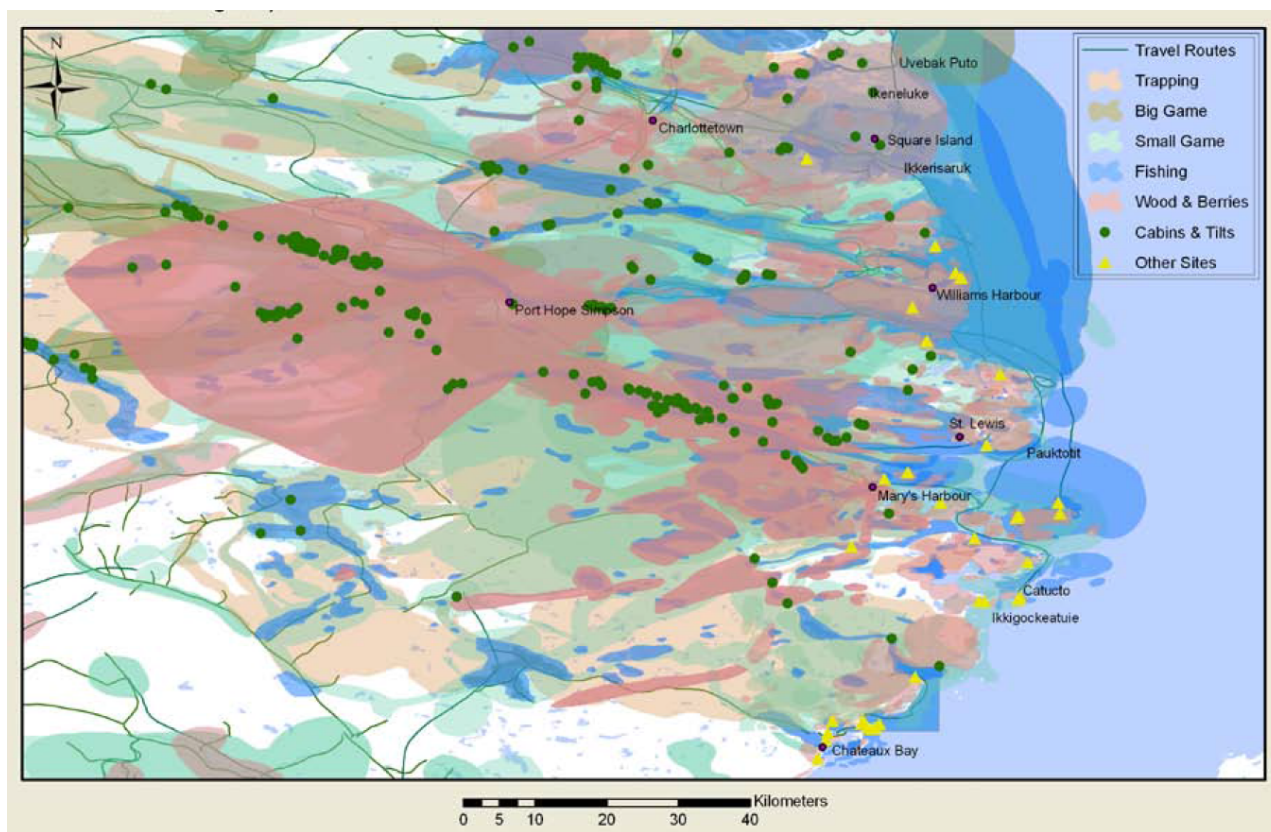 N
Travel Routes
Trapping
Big Game
Small Game
Fishing
Wood & Berries
Cabins & Tilts
Other Sites
Uvebak Puto
Ikeneluke
Charlottetown
Square Island
Ikkerisaruk
Williams Harbour
Port Hope Simpson
St. Lewis
Pauktotit
Mary's Harbour
Catucto
Ikkigockeatuie
Chateaux Bay
Kilometers
0 5 10 20 30 40